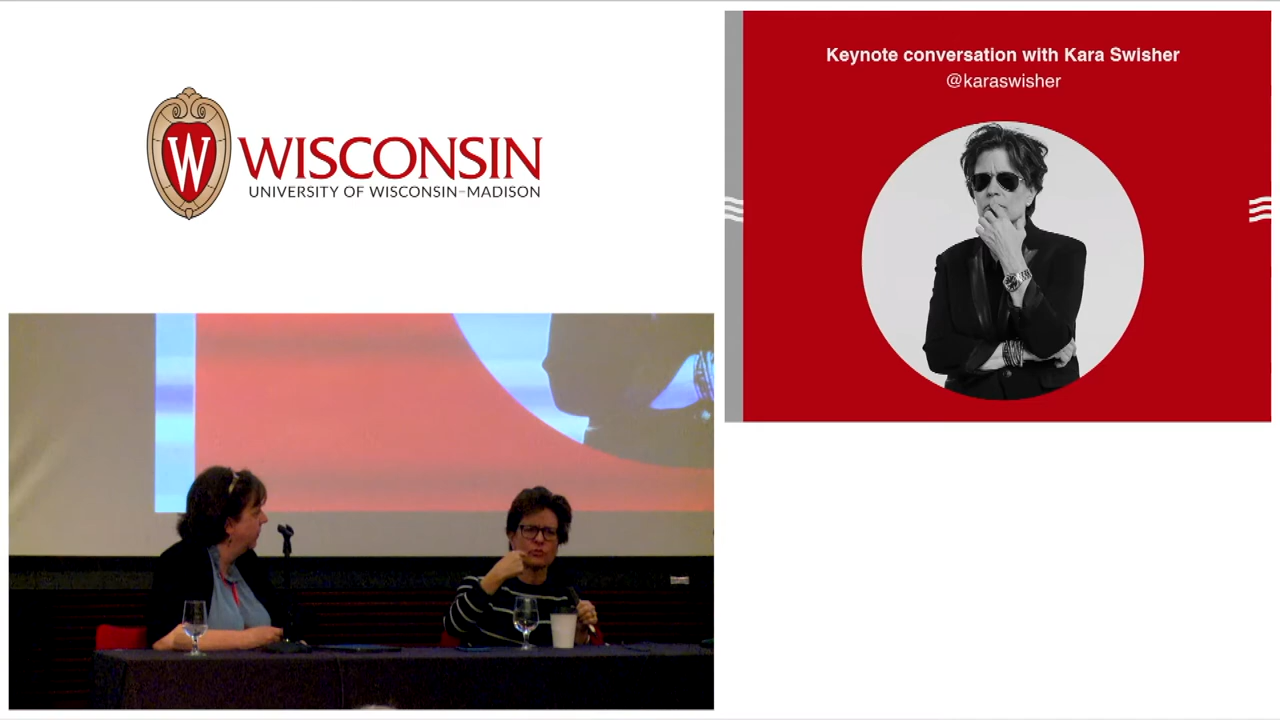 W
WISCONSIN
UNIVERSITY OF WISCONSIN–MADISON
Keynote conversation with Kara Swisher
@karaswisher